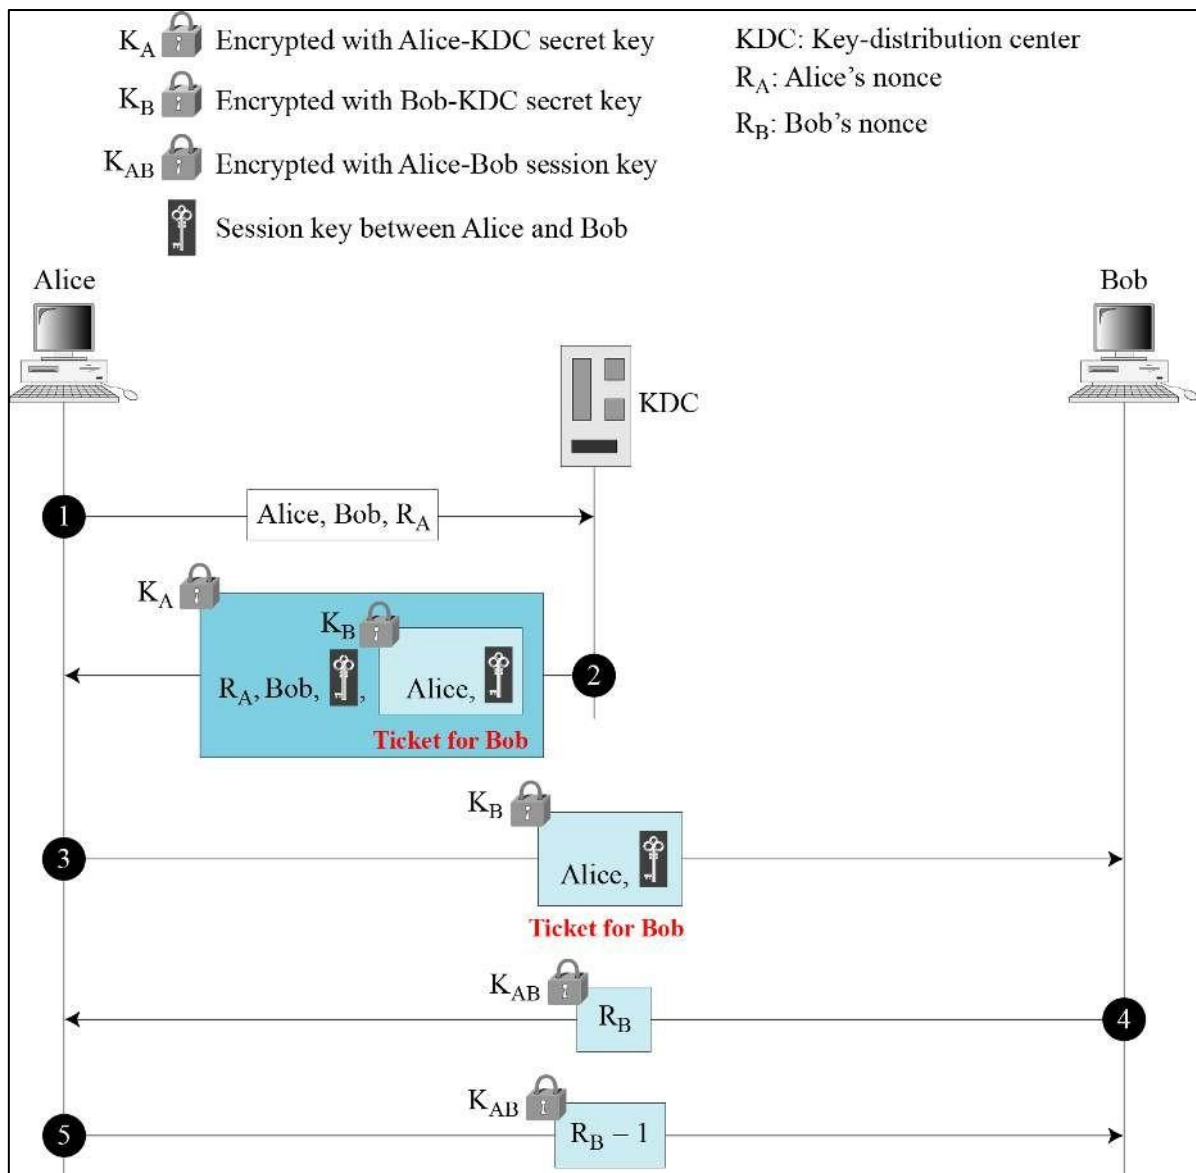 K_A Encrypted with Alice-KDC secret key
K_B Encrypted with Bob-KDC secret key
K_AB Encrypted with Alice-Bob session key
Session key between Alice and Bob
KDC: Key-distribution center
R_A: Alice's nonce
R_B: Bob's nonce
Alice
Bob
KDC
1 Alice, Bob, R_A
K_A
K_B
R_A, Bob, , Alice, 2
Ticket for Bob
K_B
3 Alice,
Ticket for Bob
K_AB
R_B 4
K_AB
5 R_B – 1